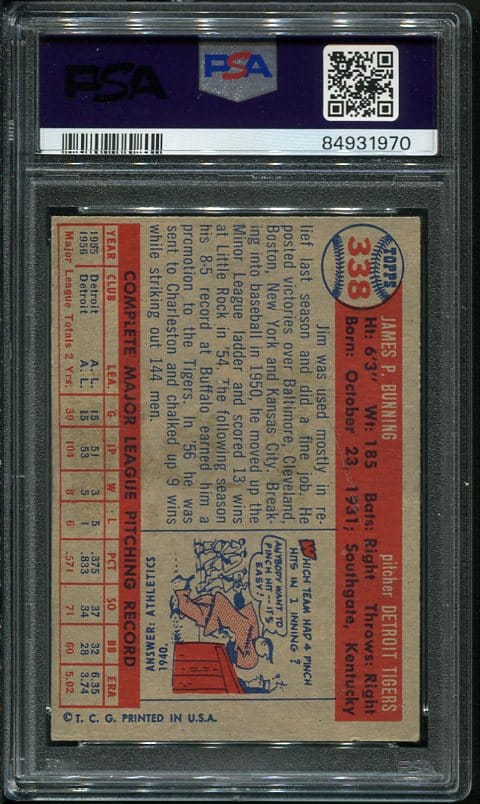 PSA
PSA
84931970
TOPPS
338
JAMES P. BUNNING pitcher DETROIT TIGERS
Ht: 6'3" Wt: 185 Bats: Right Throws: Right
Born: October 23, 1931; Southgate, Kentucky
Jim was used mostly in re-
lief last season and did a fine job. He
posted victories over Baltimore, Cleveland,
Boston, New York and Kansas City. Break-
ing into baseball in 1950, he moved up the
Minor League ladder and scored 13 wins
at Little Rock in '54. The following season
his 8-5 record at Buffalo earned him a
promotion to the Tigers. In '56 he was
sent to Charleston and chalked up 9 wins
while striking out 144 men.
WHICH TEAM HAD 4 PINCH
HITS IN 1 INNING?
ANYBODY WANT TO
PINCH HIT--IT'S
EASY!
ANSWER: ATHLETICS
1940.
COMPLETE MAJOR LEAGUE PITCHING RECORD
YEAR CLUB LEA. G IP W L PCT SO BB ERA
1955 Detroit A. L. 15 51 3 5 .375 37 32 6.35
1956 Detroit A. L. 15 53 5 1 .833 34 28 3.74
Major League Totals 2 Yrs. 30 104 8 6 .571 71 60 5.02
© T. C. G. PRINTED IN U.S.A.